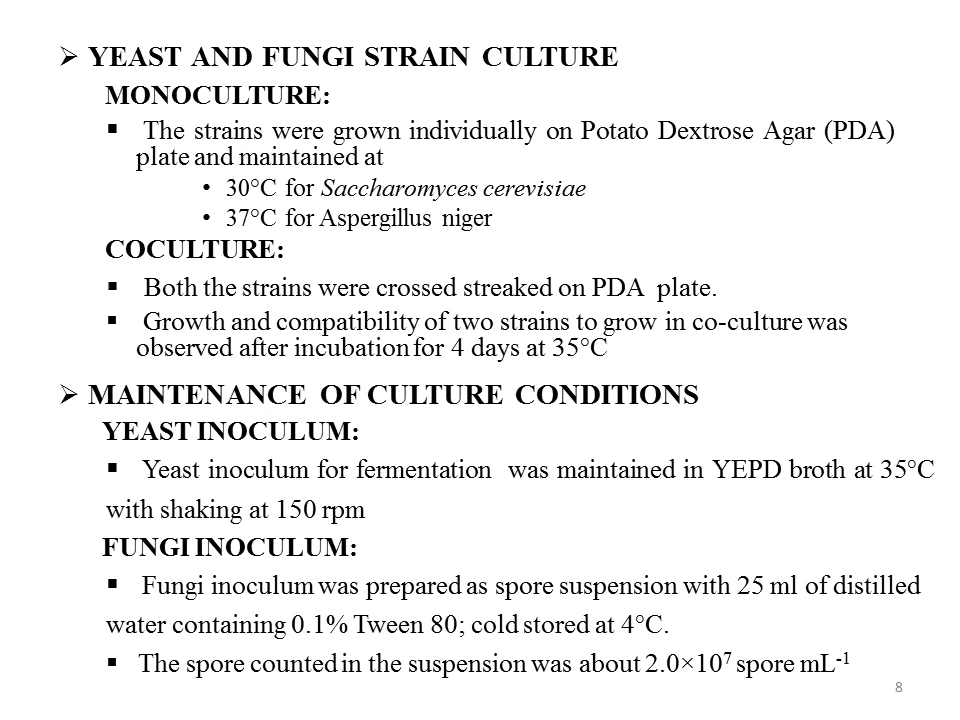 ➢ YEAST AND FUNGI STRAIN CULTURE
MONOCULTURE:
▪ The strains were grown individually on Potato Dextrose Agar (PDA)
plate and maintained at
• 30°C for Saccharomyces cerevisiae
• 37°C for Aspergillus niger
COCULTURE:
▪ Both the strains were crossed streaked on PDA plate.
▪ Growth and compatibility of two strains to grow in co-culture was
observed after incubation for 4 days at 35°C
➢ MAINTENANCE OF CULTURE CONDITIONS
YEAST INOCULUM:
▪ Yeast inoculum for fermentation was maintained in YEPD broth at 35°C
with shaking at 150 rpm
FUNGI INOCULUM:
▪ Fungi inoculum was prepared as spore suspension with 25 ml of distilled
water containing 0.1% Tween 80; cold stored at 4°C.
▪ The spore counted in the suspension was about 2.0×10⁷ spore mL⁻¹
8